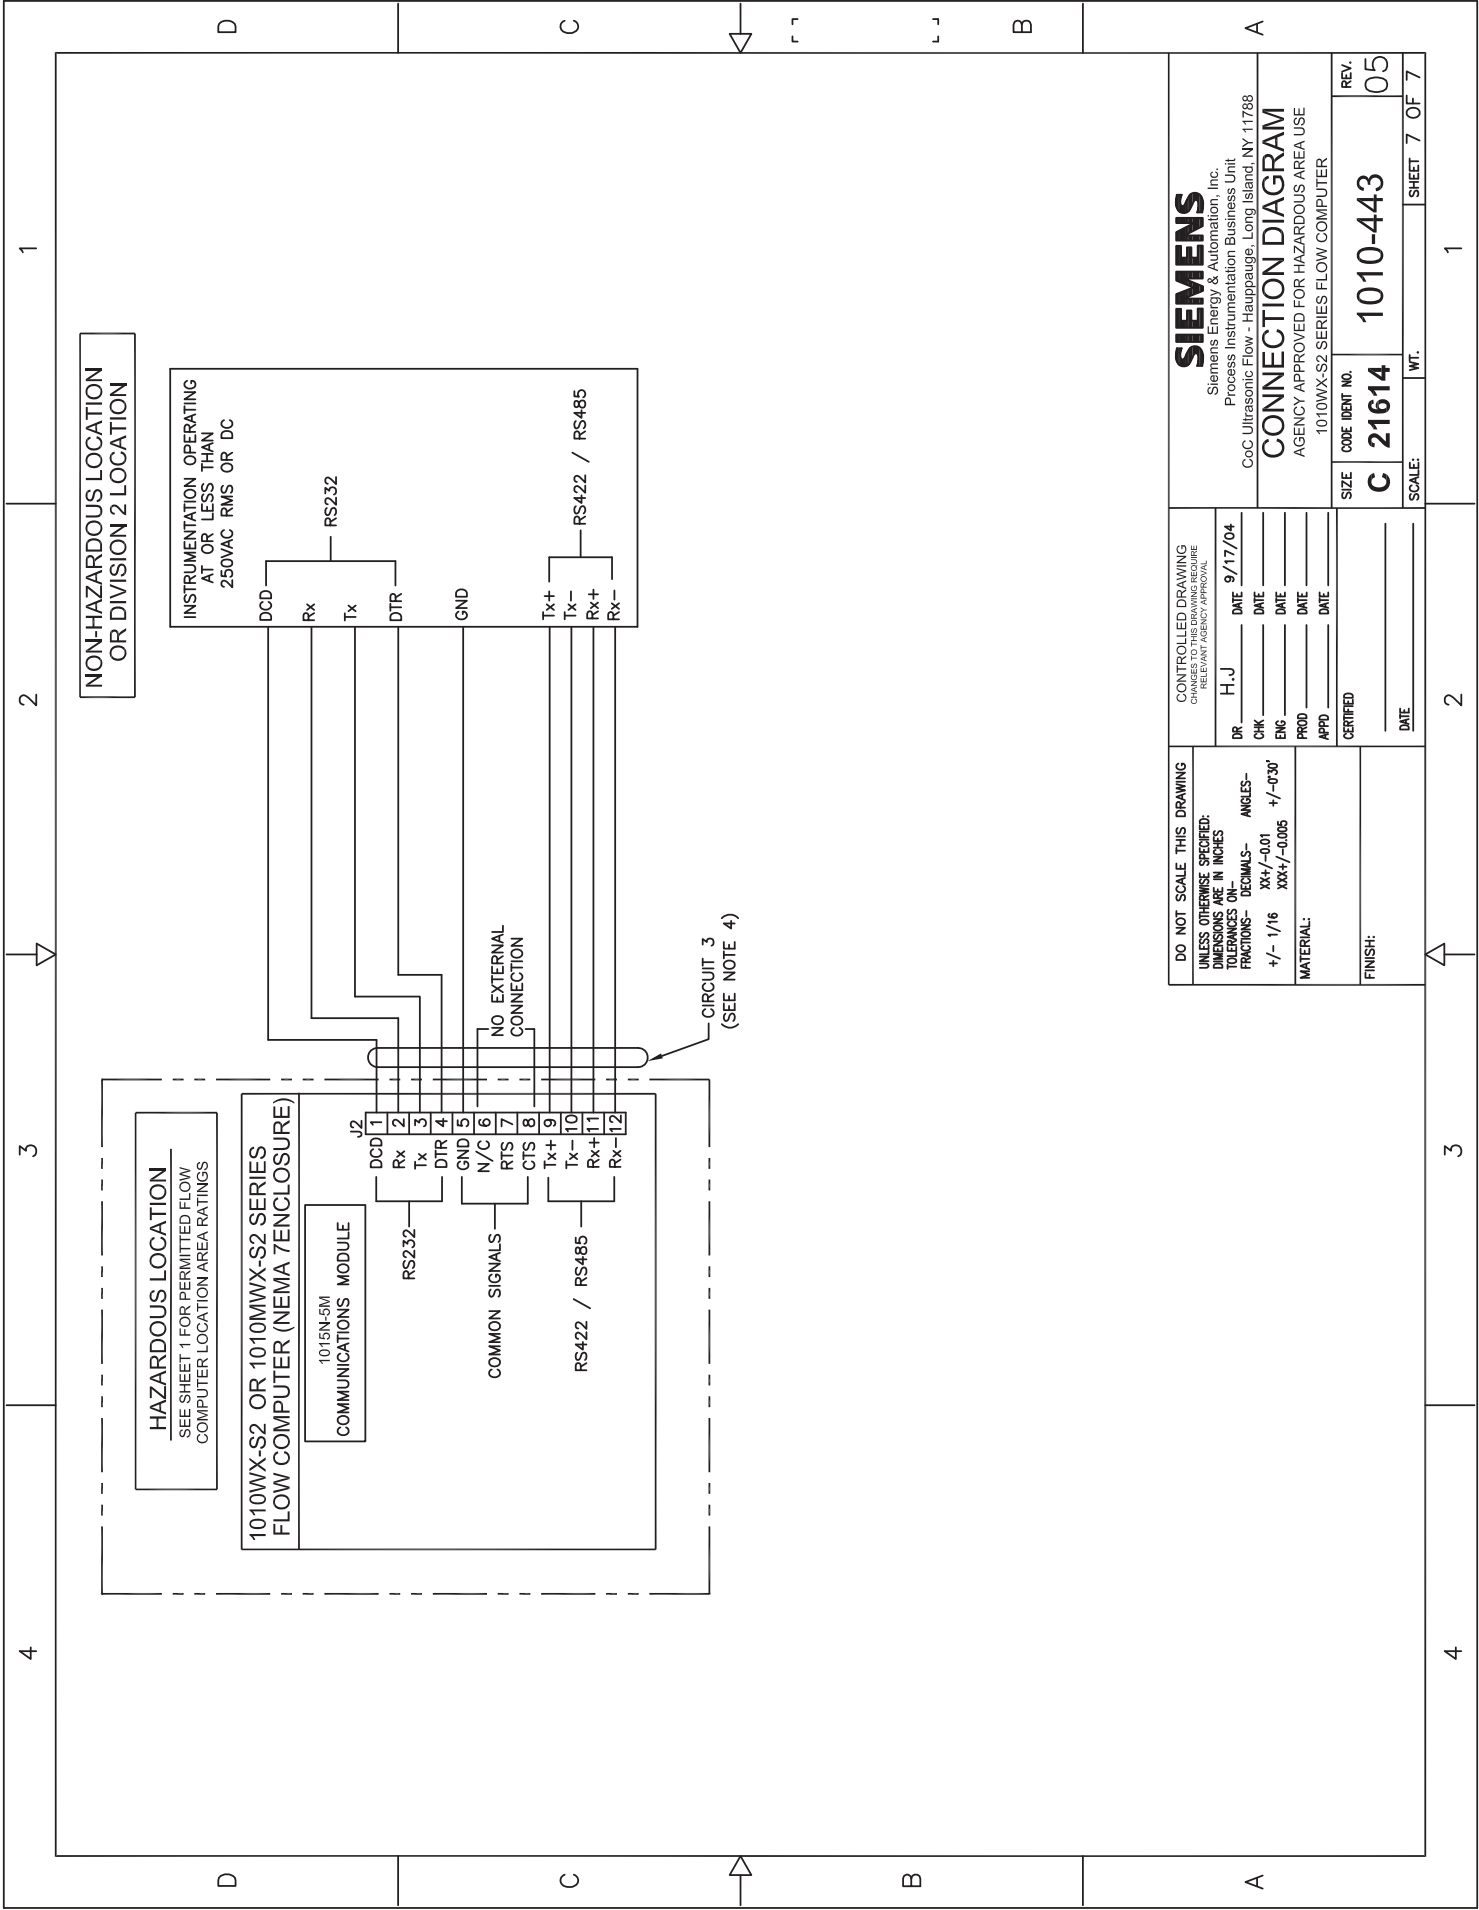 4
3
2
1
D
C
B
A
D
C
B
A
4
3
2
1
HAZARDOUS LOCATION
SEE SHEET 1 FOR PERMITTED FLOW
COMPUTER LOCATION AREA RATINGS
1010WX-S2 OR 1010MWX-S2 SERIES
FLOW COMPUTER (NEMA 7ENCLOSURE)
1015N-5M
COMMUNICATIONS MODULE
J2
DCD 1
Rx 2
Tx 3
DTR 4
GND 5
N/C 6
RTS 7
CTS 8
Tx+ 9
Tx- 10
Rx+ 11
Rx- 12
RS232
COMMON SIGNALS
RS422 / RS485
NO EXTERNAL
CONNECTION
CIRCUIT 3
(SEE NOTE 4)
NON-HAZARDOUS LOCATION
OR DIVISION 2 LOCATION
INSTRUMENTATION OPERATING
AT OR LESS THAN
250VAC RMS OR DC
DCD
Rx
Tx
DTR
RS232
GND
Tx+
Tx-
Rx+
Rx-
RS422 / RS485
DO NOT SCALE THIS DRAWING
UNLESS OTHERWISE SPECIFIED:
DIMENSIONS ARE IN INCHES
TOLERANCES ON-
FRACTIONS- DECIMALS- ANGLES-
XX+/-0.01
+/- 1/16 XXX+/-0.005 +/-0°30'
MATERIAL:
FINISH:
CONTROLLED DRAWING
CHANGES TO THIS DRAWING REQUIRE
RELEVANT AGENCY APPROVAL
DR H.J DATE 9/17/04
CHK DATE
ENG DATE
PROD DATE
APPD DATE
CERTIFIED
DATE
SIEMENS
Siemens Energy & Automation, Inc.
Process Instrumentation Business Unit
CoC Ultrasonic Flow - Hauppauge, Long Island, NY 11788
CONNECTION DIAGRAM
AGENCY APPROVED FOR HAZARDOUS AREA USE
1010WX-S2 SERIES FLOW COMPUTER
SIZE
C
CODE IDENT NO.
21614
1010-443
REV.
05
SCALE:
WT.
SHEET 7 OF 7